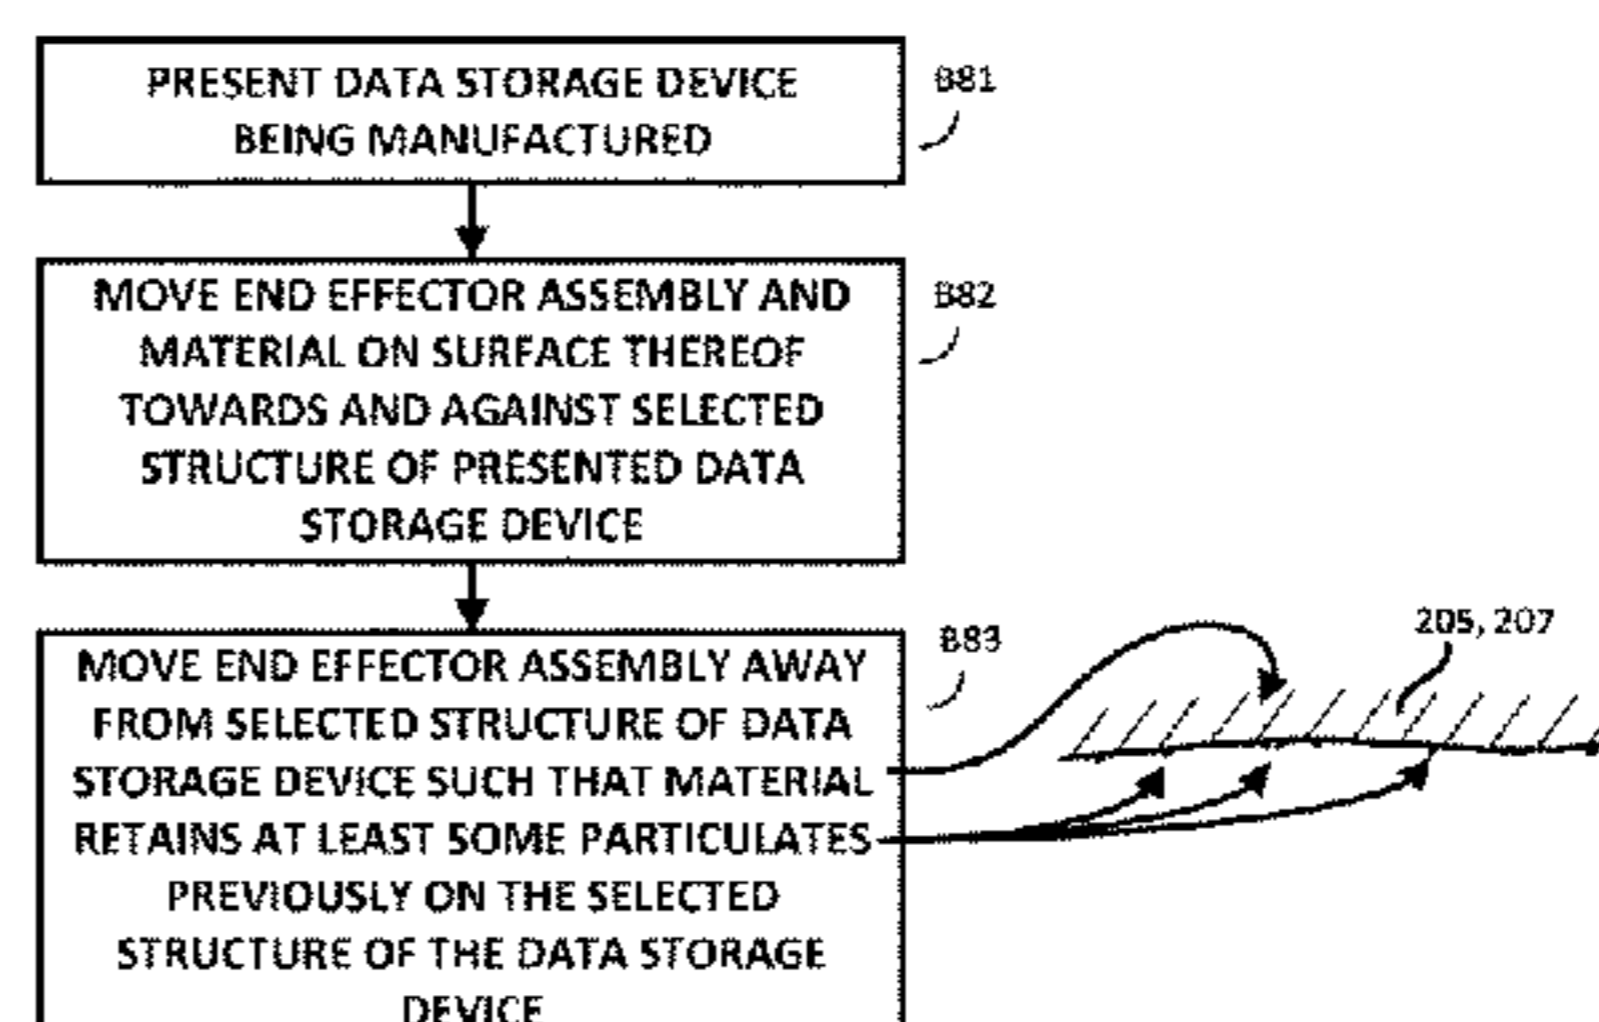 PRESENT DATA STORAGE DEVICE
BEING MANUFACTURED
B81
MOVE END EFFECTOR ASSEMBLY AND
MATERIAL ON SURFACE THEREOF
TOWARDS AND AGAINST SELECTED
STRUCTURE OF PRESENTED DATA
STORAGE DEVICE
B82
MOVE END EFFECTOR ASSEMBLY AWAY
FROM SELECTED STRUCTURE OF DATA
STORAGE DEVICE SUCH THAT MATERIAL
RETAINS AT LEAST SOME PARTICULATES
PREVIOUSLY ON THE SELECTED
STRUCTURE OF THE DATA STORAGE
DEVICE
B83
205, 207